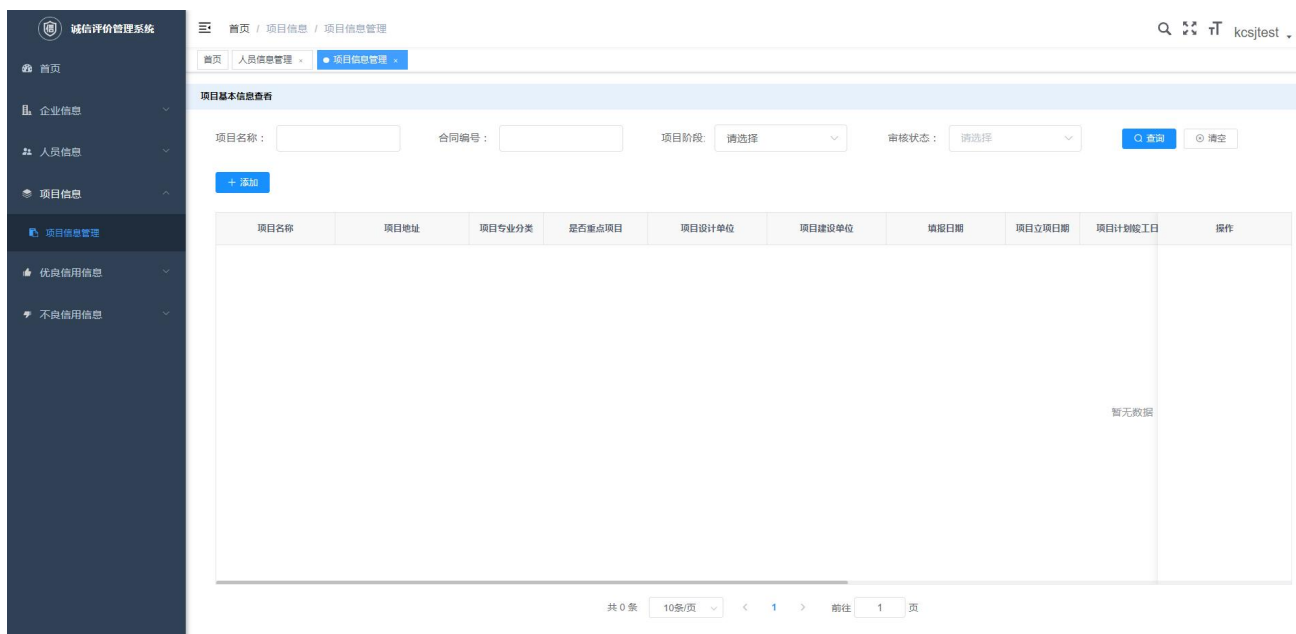 诚信评价管理系统
首页 / 项目信息 / 项目信息管理
kcsjtest
首页
人员信息管理 ×
项目信息管理 ×
首页
企业信息
人员信息
项目信息
项目信息管理
优良信用信息
不良信用信息
项目基本信息查看
项目名称： 合同编号： 项目阶段: 请选择 审核状态： 请选择 查询 清空
+ 添加
项目名称 项目地址 项目专业分类 是否重点项目 项目设计单位 项目建设单位 填报日期 项目立项日期 项目计划竣工日 操作
暂无数据
共 0 条 10条/页 < 1 > 前往 1 页